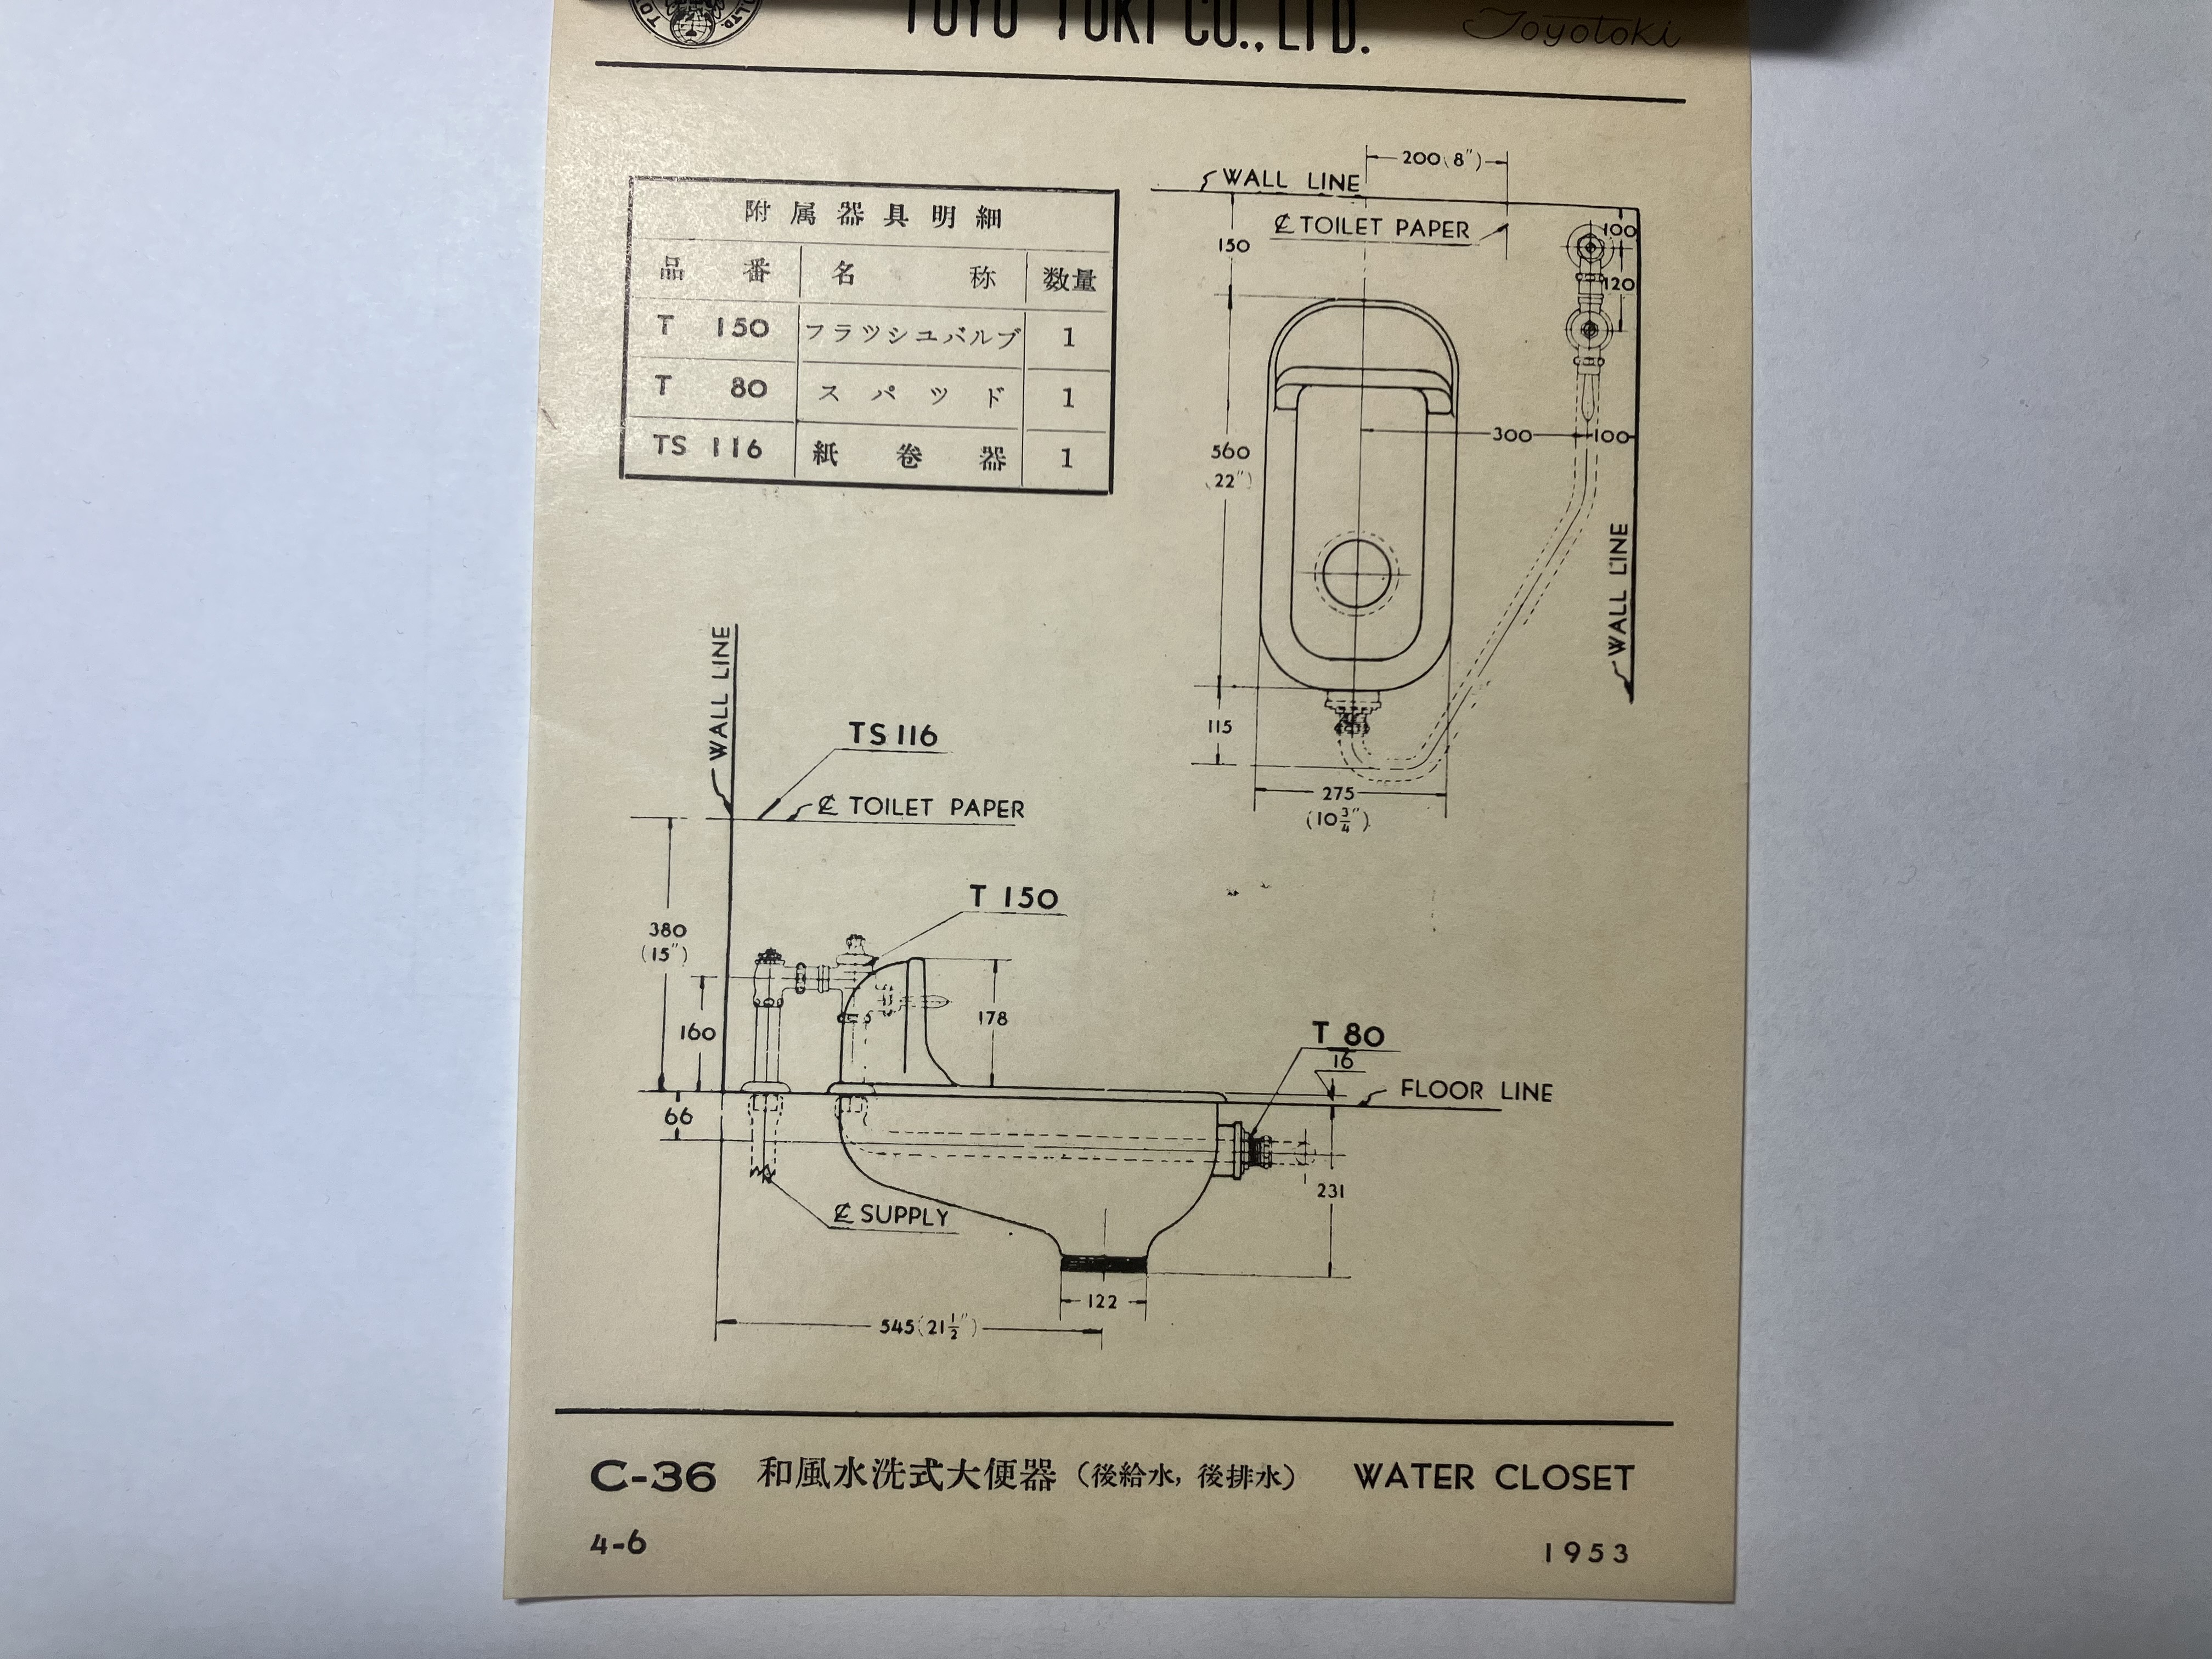 TOYO TOKI CO., LTD.
Toyotoki
附属器具明細
品番 名称 数量
T 150 フラツシユバルブ 1
T 80 スパツド 1
TS 116 紙巻器 1
200(8")
WALL LINE
℄ TOILET PAPER
150
100
120
300
100
560
(22")
WALL LINE
115
275
(10¾")
WALL LINE
TS 116
℄ TOILET PAPER
T 150
380
(15")
160
178
T 80
16
FLOOR LINE
66
231
℄ SUPPLY
122
545(21½")
C-36 和風水洗式大便器（後給水，後排水） WATER CLOSET
4-6 1953